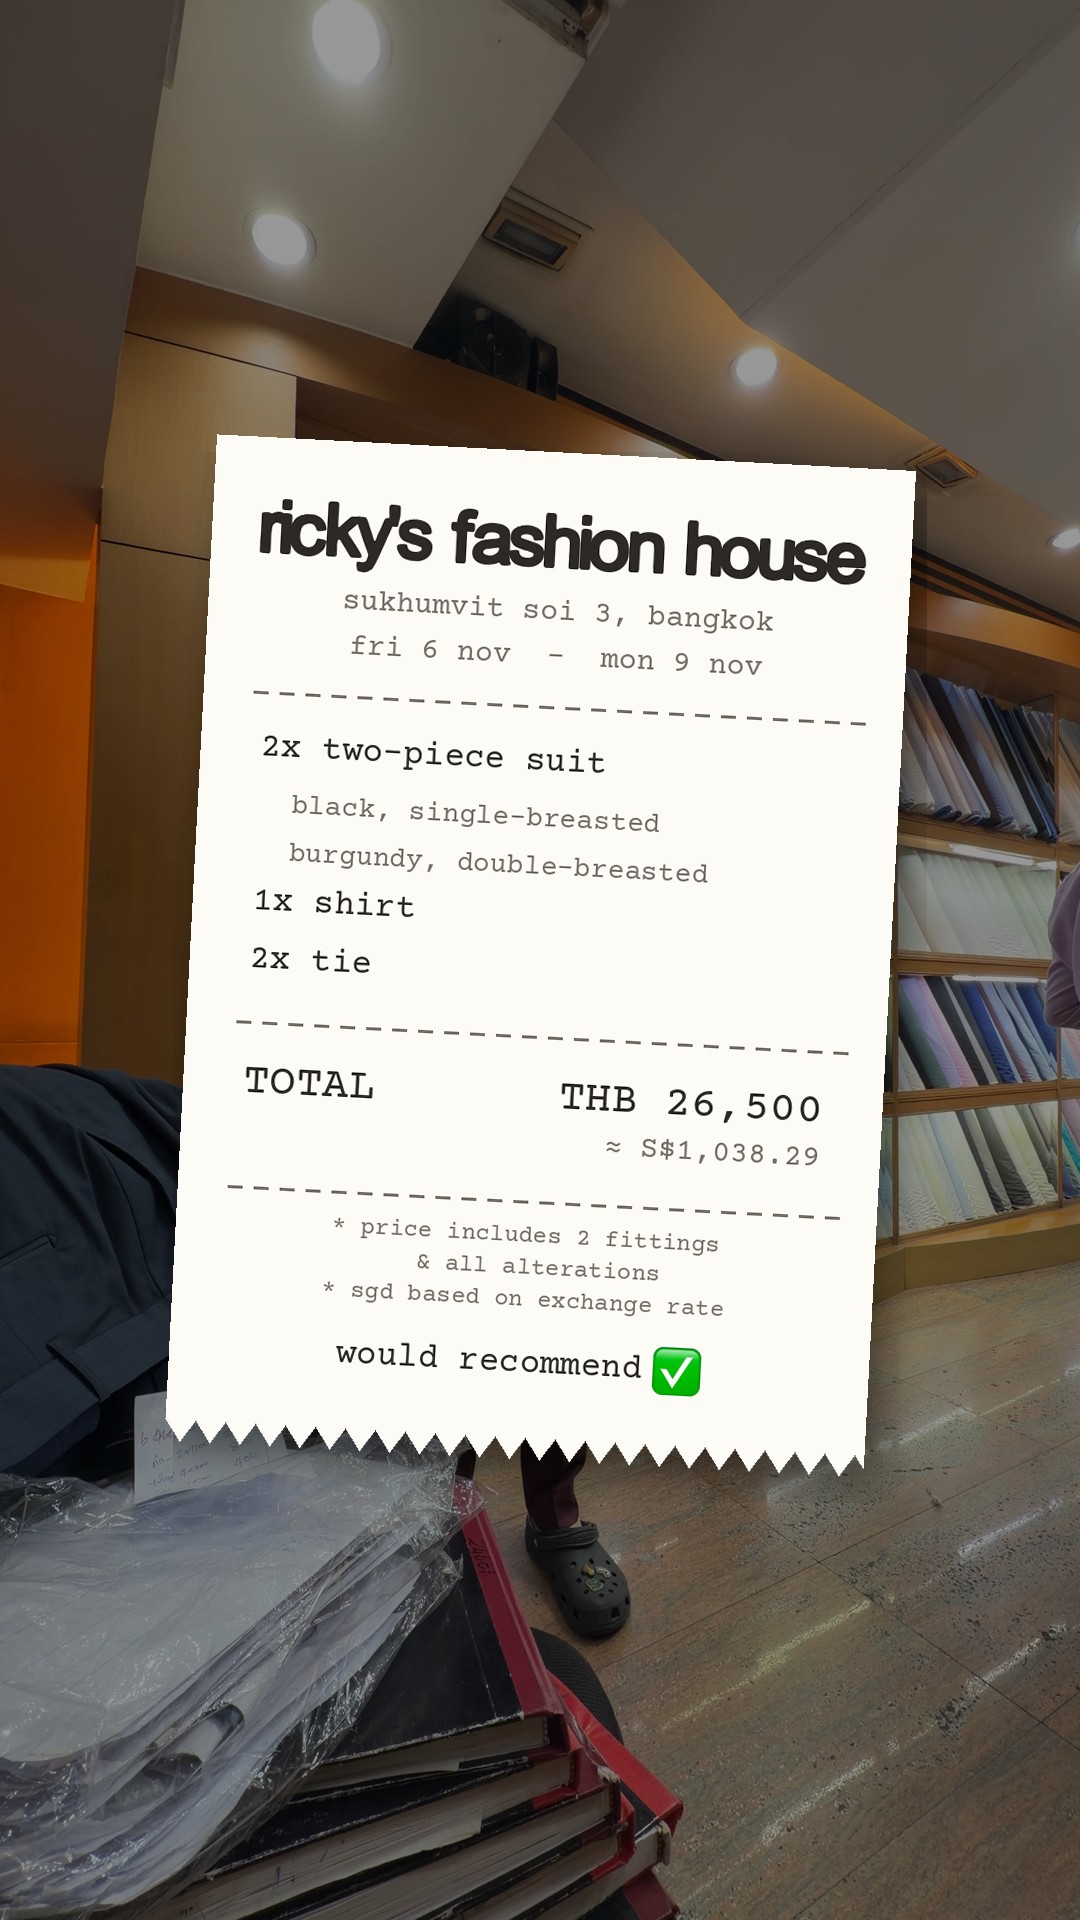 ricky's fashion house
sukhumvit soi 3, bangkok
fri 6 nov - mon 9 nov
2x two-piece suit
black, single-breasted
burgundy, double-breasted
1x shirt
2x tie
TOTAL THB 26,500
≈ S$1,038.29
* price includes 2 fittings
& all alterations
* sgd based on exchange rate
would recommend ✅